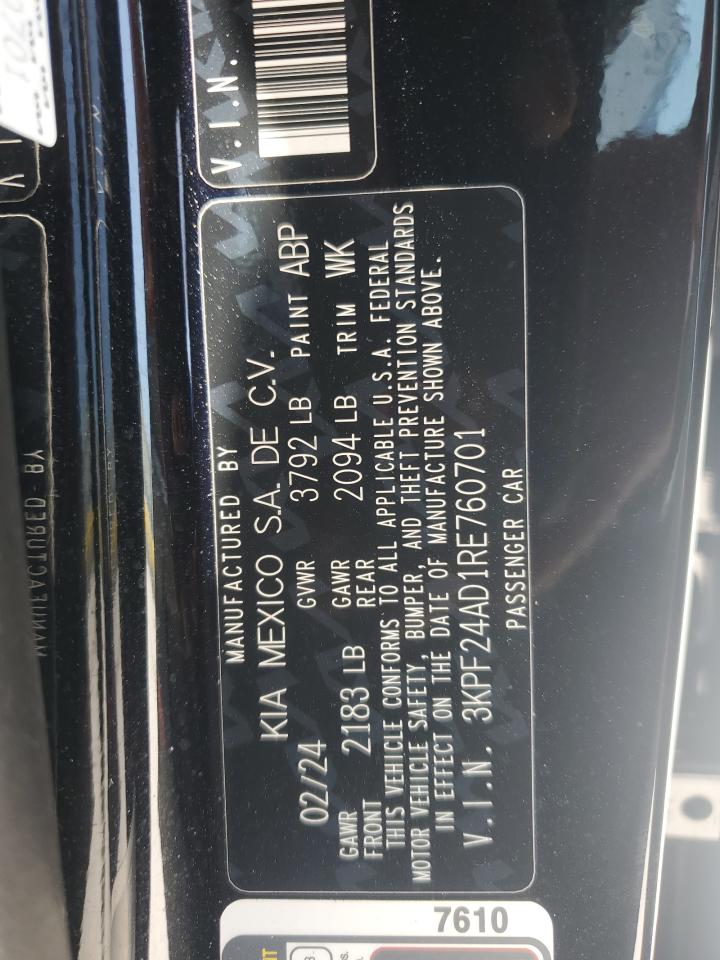 V.I.N.
MANUFACTURED BY
KIA MEXICO S.A. DE C.V.
02/24 GVWR 3792 LB PAINT ABP
GAWR FRONT 2183 LB GAWR REAR 2094 LB TRIM WK
THIS VEHICLE CONFORMS TO ALL APPLICABLE U.S.A. FEDERAL
MOTOR VEHICLE SAFETY, BUMPER, AND THEFT PREVENTION STANDARDS
IN EFFECT ON THE DATE OF MANUFACTURE SHOWN ABOVE.
V.I.N. 3KPF24AD1RE760701
PASSENGER CAR
7610
MANUFACTURED BY